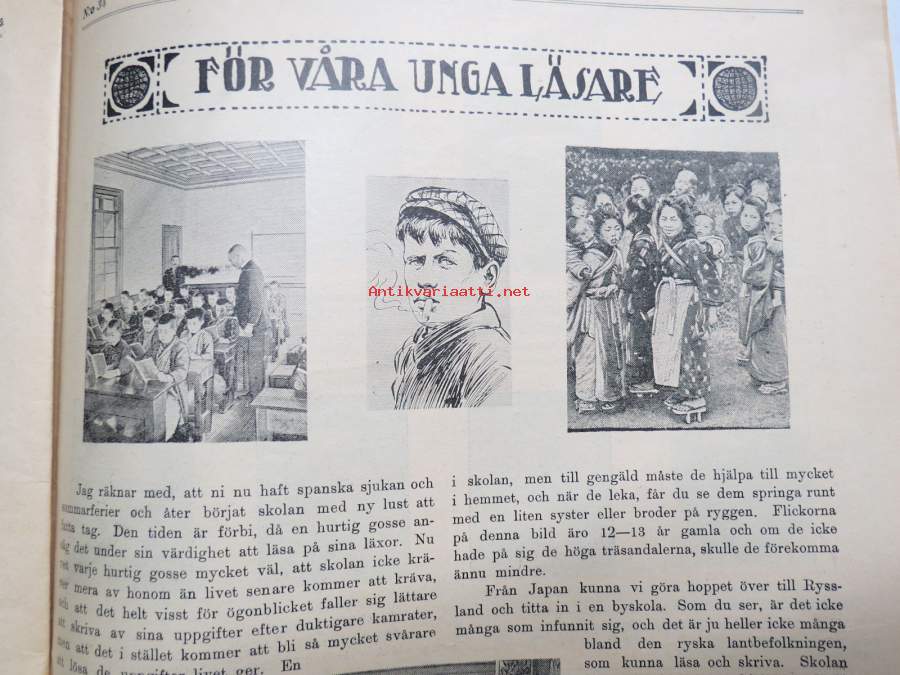 N:o 34
FÖR VÅRA UNGA LÄSARE
Antikvariaatti.net
Jag räknar med, att ni nu haft spanska sjukan och
sommarferier och åter börjat skolan med ny lust att
fatta tag. Den tiden är förbi, då en hurtig gosse an-
såg det under sin värdighet att läsa på sina läxor. Nu
vet varje hurtig gosse mycket väl, att skolan icke krä-
ver mera av honom än livet senare kommer att kräva,
och att det helt visst för ögonblicket faller sig lättare
att skriva av sina uppgifter efter duktigare kamrater,
men att det i stället kommer att bli så mycket svårare
att lösa de uppgifter livet ger. En
i skolan, men till gengäld måste de hjälpa till mycket
i hemmet, och när de leka, får du se dem springa runt
med en liten syster eller broder på ryggen. Flickorna
på denna bild äro 12—13 år gamla och om de icke
hade på sig de höga träsandalerna, skulle de förekomma
ännu mindre.
Från Japan kunna vi göra hoppet över till Ryss-
land och titta in i en byskola. Som du ser, är det icke
många som infunnit sig, och det är ju heller icke många
bland den ryska lantbefolkningen,
som kunna läsa och skriva. Skolan